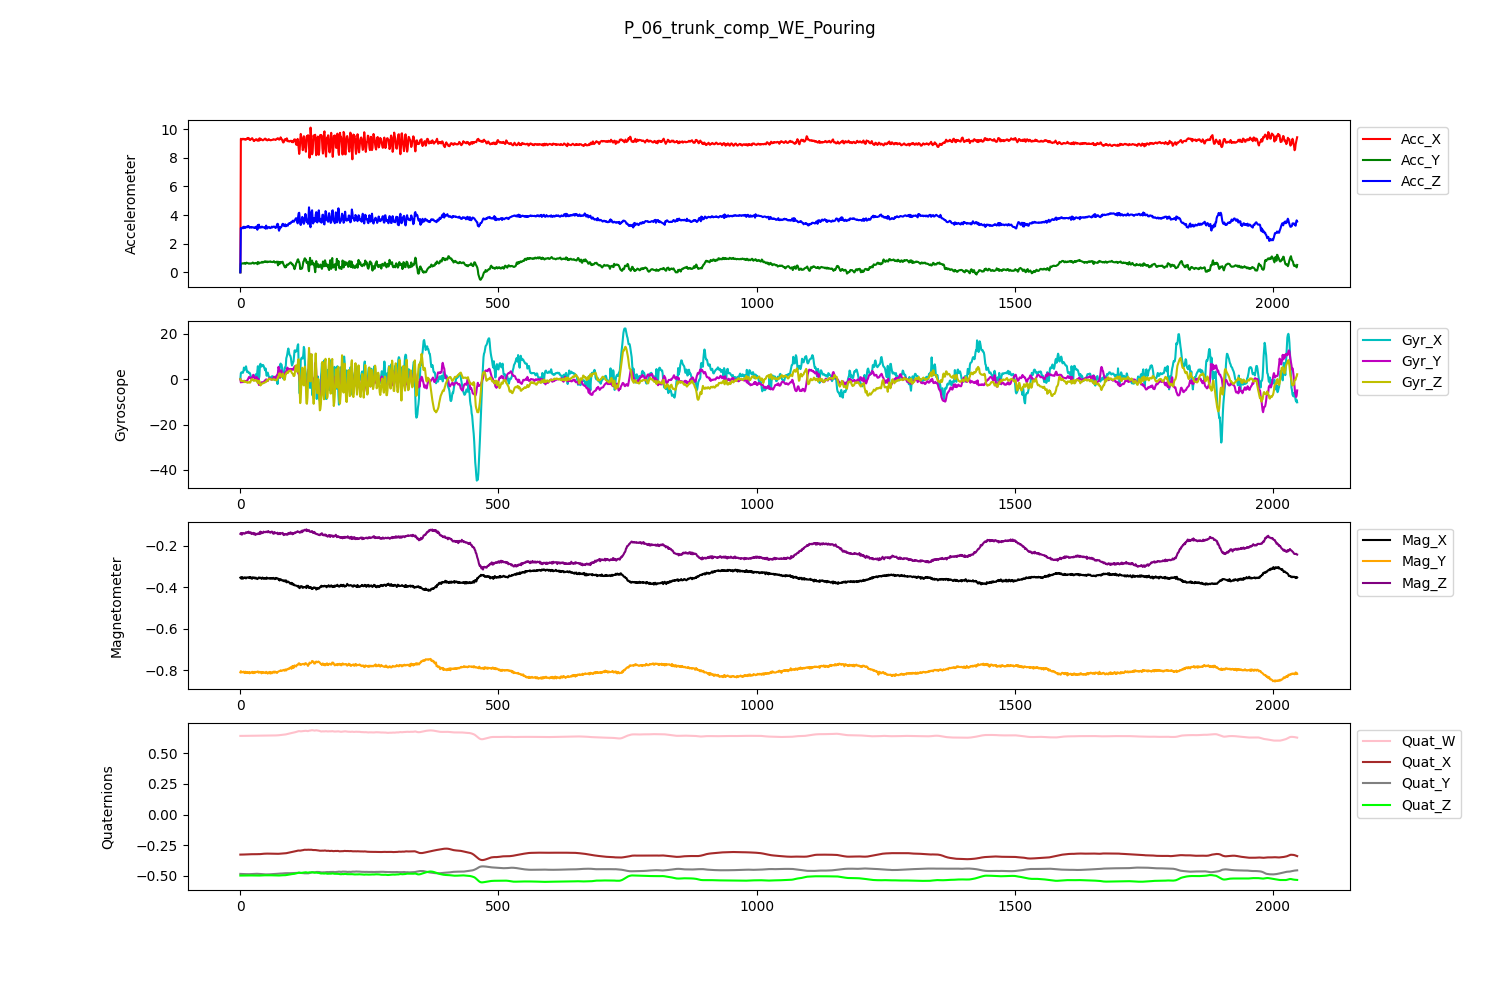 P_06_trunk_comp_WE_Pouring
Accelerometer
10
8
6
4
2
0
0 500 1000 1500 2000
Acc_X
Acc_Y
Acc_Z
Gyroscope
20
0
−20
−40
0 500 1000 1500 2000
Gyr_X
Gyr_Y
Gyr_Z
Magnetometer
−0.2
−0.4
−0.6
−0.8
0 500 1000 1500 2000
Mag_X
Mag_Y
Mag_Z
Quaternions
0.50
0.25
0.00
−0.25
−0.50
0 500 1000 1500 2000
Quat_W
Quat_X
Quat_Y
Quat_Z